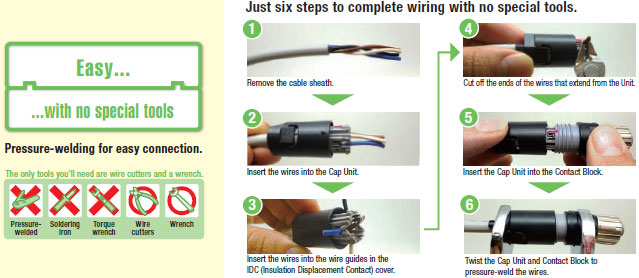 Easy...
...with no special tools
Pressure-welding for easy connection.
The only tools you'll need are wire cutters and a wrench.
Pressure-
welded
Soldering
iron
Torque
wrench
Wire
cutters
Wrench
Just six steps to complete wiring with no special tools.
1
Remove the cable sheath.
2
Insert the wires into the Cap Unit.
3
Insert the wires into the wire guides in the
IDC (Insulation Displacement Contact) cover.
4
Cut off the ends of the wires that extend from the Unit.
5
Insert the Cap Unit into the Contact Block.
6
Twist the Cap Unit and Contact Block to
pressure-weld the wires.